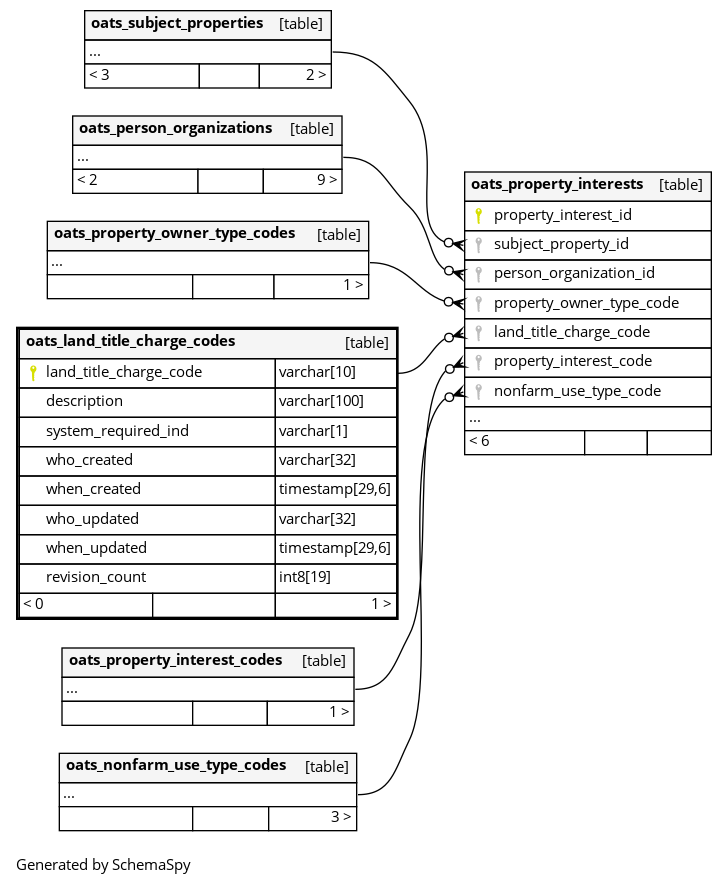 oats_subject_properties [table]
...
< 3 2 >
oats_person_organizations [table]
...
< 2 9 >
oats_property_owner_type_codes [table]
...
1 >
oats_land_title_charge_codes [table]
land_title_charge_code varchar[10]
description varchar[100]
system_required_ind varchar[1]
who_created varchar[32]
when_created timestamp[29,6]
who_updated varchar[32]
when_updated timestamp[29,6]
revision_count int8[19]
< 0 1 >
oats_property_interest_codes [table]
...
1 >
oats_nonfarm_use_type_codes [table]
...
3 >
oats_property_interests [table]
property_interest_id
subject_property_id
person_organization_id
property_owner_type_code
land_title_charge_code
property_interest_code
nonfarm_use_type_code
...
< 6
Generated by SchemaSpy